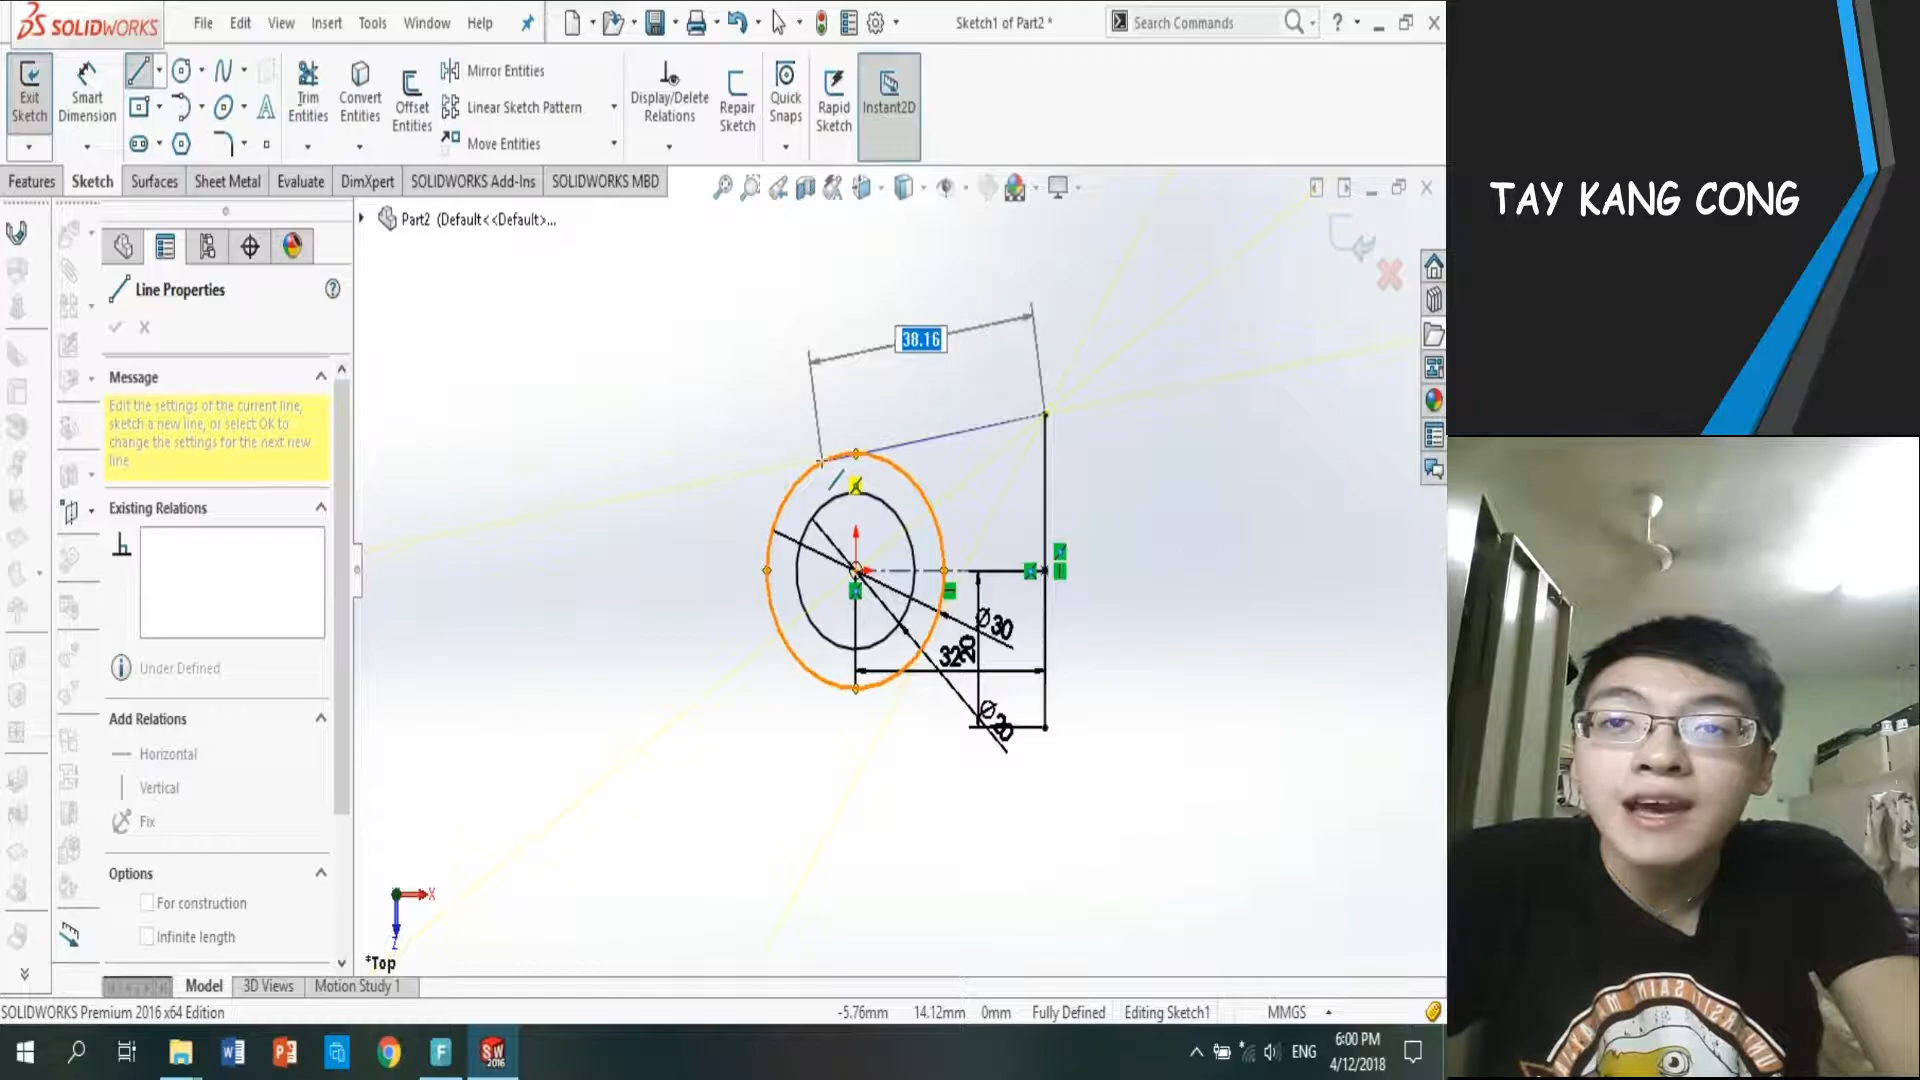 SOLIDWORKS
File Edit View Insert Tools Window Help
Sketch1 of Part2 *
Search Commands
?
Exit Sketch
Smart Dimension
Trim Entities
Convert Entities
Offset Entities
Mirror Entities
Linear Sketch Pattern
Move Entities
Display/Delete Relations
Repair Sketch
Quick Snaps
Rapid Sketch
Instant2D
Features Sketch Surfaces Sheet Metal Evaluate DimXpert SOLIDWORKS Add-Ins SOLIDWORKS MBD
Part2 (Default<<Default>...
Line Properties
Message
Edit the settings of the current line,
sketch a new line, or select OK to
change the settings for the next new
line
Existing Relations
Under Defined
Add Relations
Horizontal
Vertical
Fix
Options
For construction
Infinite length
38.16
Ø30
32
20
Ø20
X
Z
*Top
Model 3D Views Motion Study 1
SOLIDWORKS Premium 2016 x64 Edition
-5.76mm 14.12mm 0mm Fully Defined Editing Sketch1 MMGS
ENG
6:00 PM
4/12/2018
TAY KANG CONG